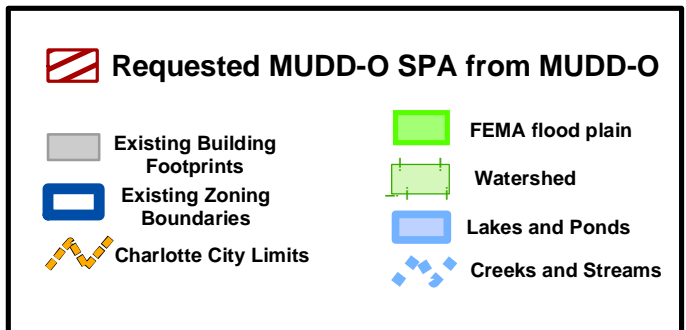 Requested MUDD-O SPA from MUDD-O
Existing Building
Footprints
Existing Zoning
Boundaries
Charlotte City Limits
FEMA flood plain
Watershed
Lakes and Ponds
Creeks and Streams